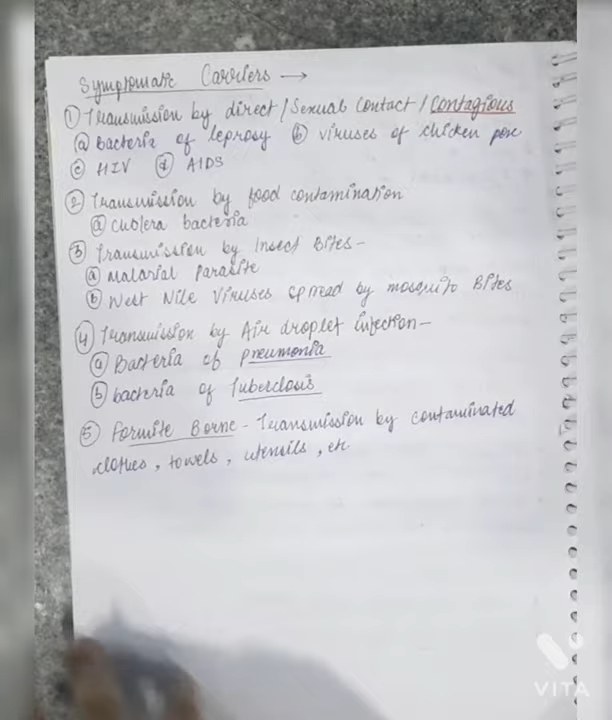 Symptomatic Carriers →
① Transmission by direct / Sexual Contact / Contagious
ⓐ Bacteria of leprosy ⓑ viruses of chicken pox
ⓒ HIV ⓓ AIDS
② Transmission by food contamination
ⓐ Cholera bacteria
③ Transmission by Insect Bites -
ⓐ Malarial Parasite
ⓑ West Nile Viruses spread by mosquito Bites
④ Transmission by Air droplet infection -
ⓐ Bacteria of pneumonia
ⓑ bacteria of Tuberclosis
⑤ Formite Borne - Transmission by contaminated
clothes, towels, utensils, etc
VITA